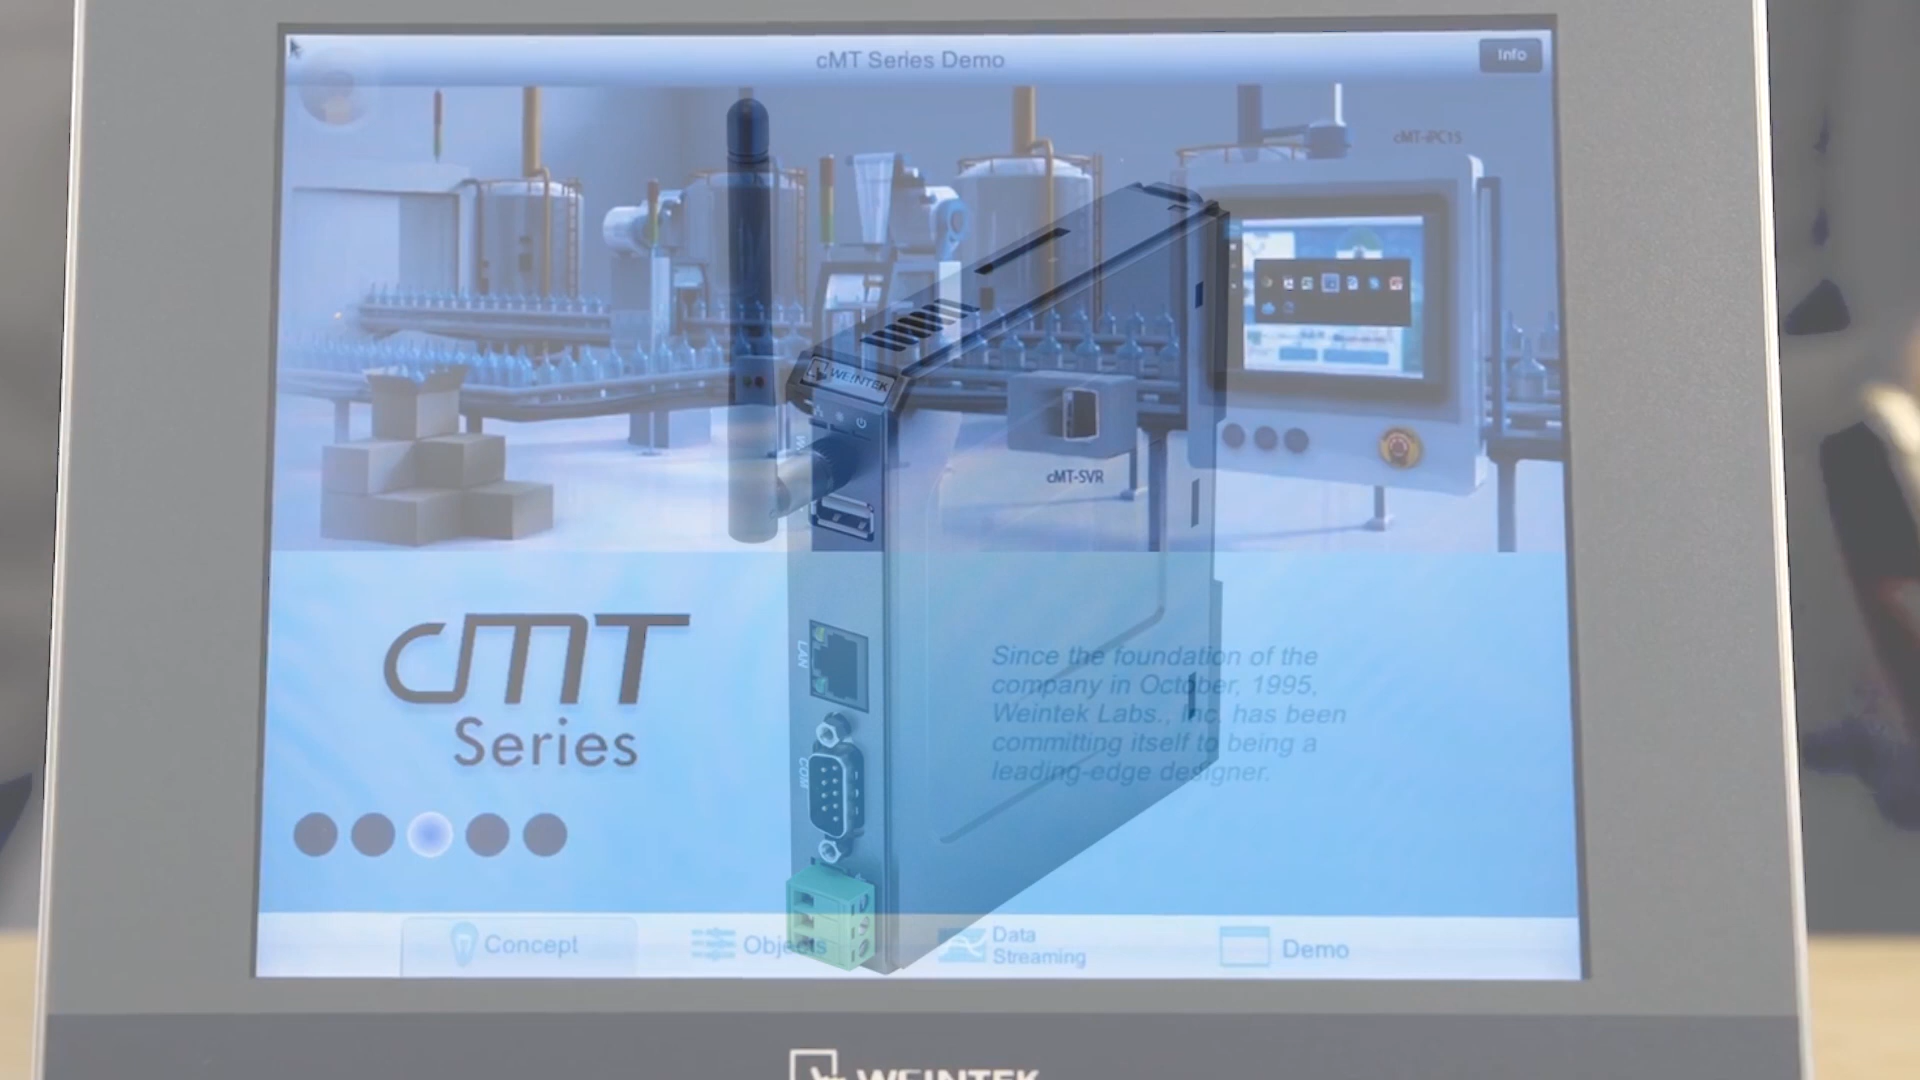 cMT Series Demo
Info
cMT-iPC15
WEINTEK
cMT-SVR
cMT
Series
LAN
COM
Since the foundation of the
company in October, 1995,
Weintek Labs., Inc. has been
committing itself to being a
leading-edge designer.
Concept
Objects
Data
Streaming
Demo
WEINTEK